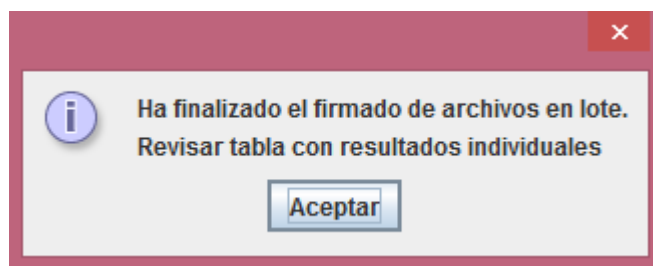 Ha finalizado el firmado de archivos en lote.
Revisar tabla con resultados individuales
Aceptar